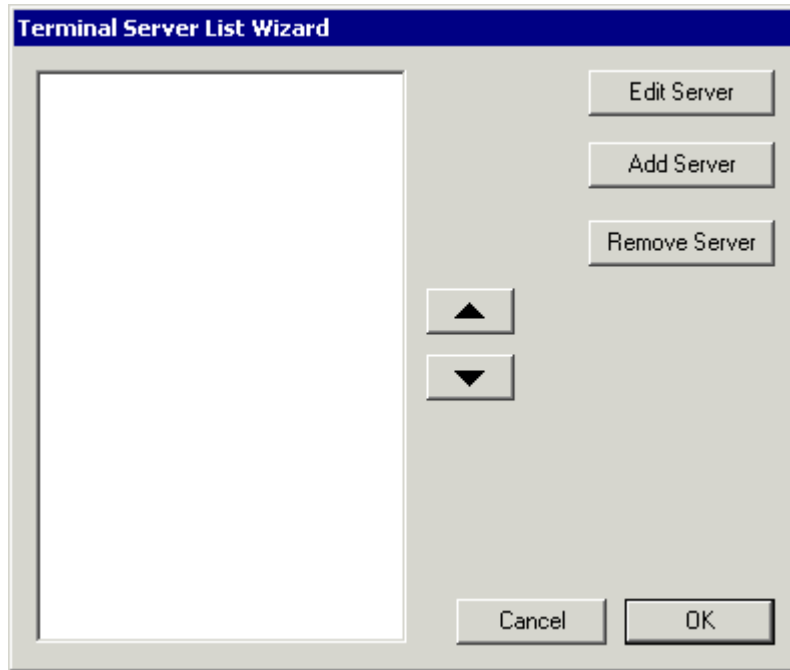 Terminal Server List Wizard
Edit Server
Add Server
Remove Server
Cancel
OK